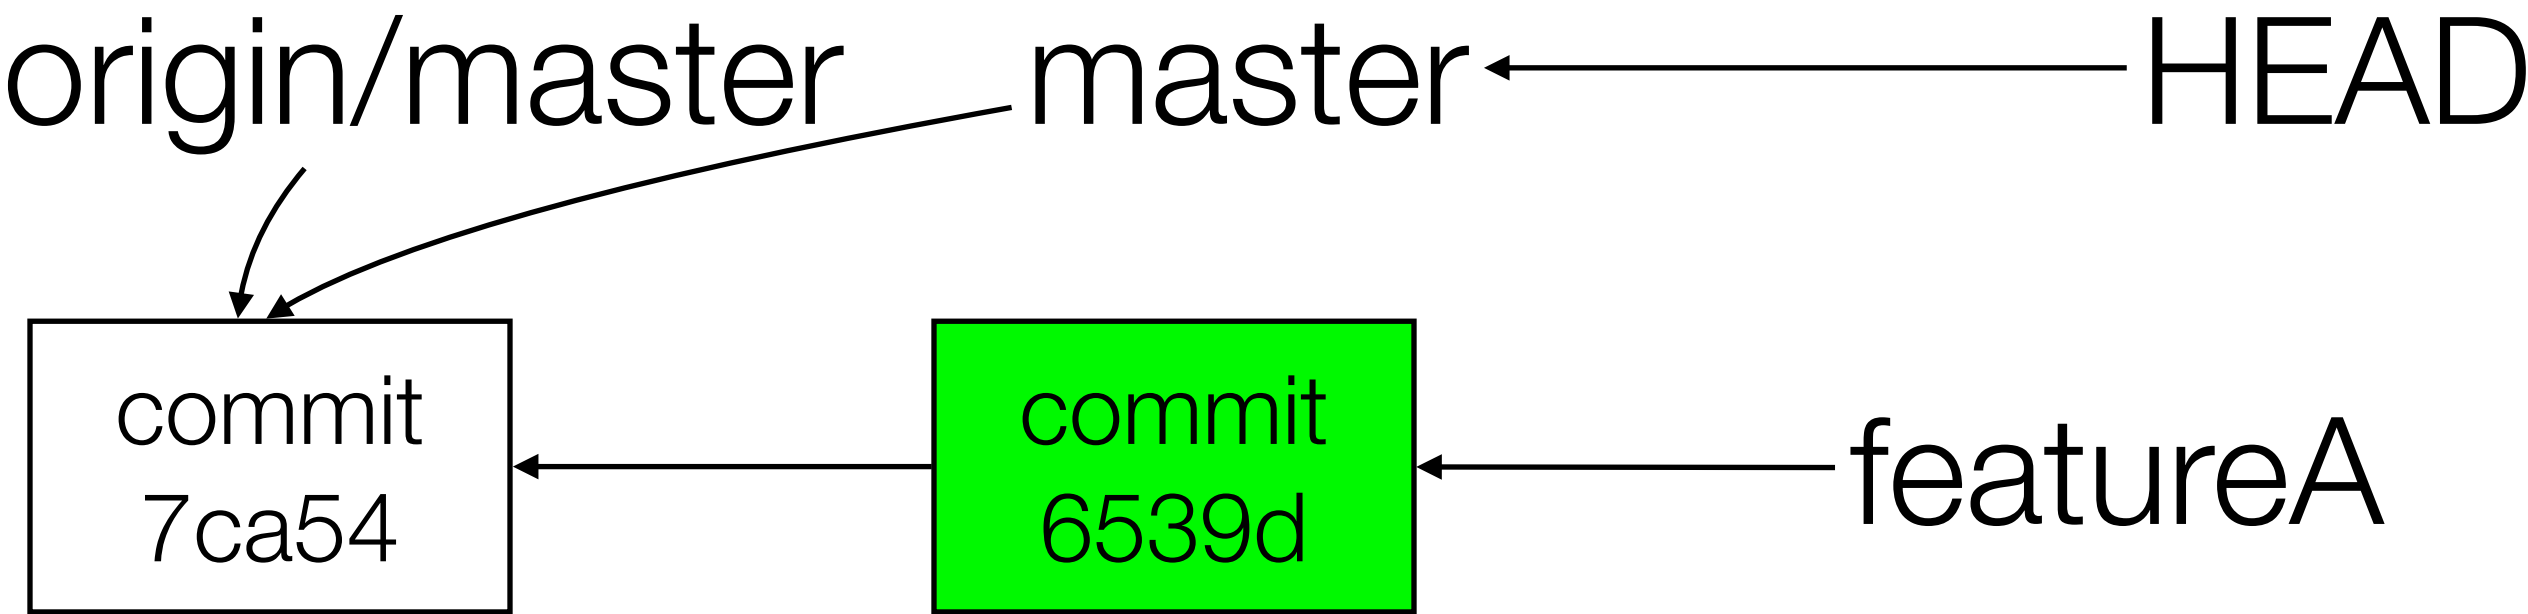 origin/master master HEAD
commit
7ca54
commit
6539d
featureA